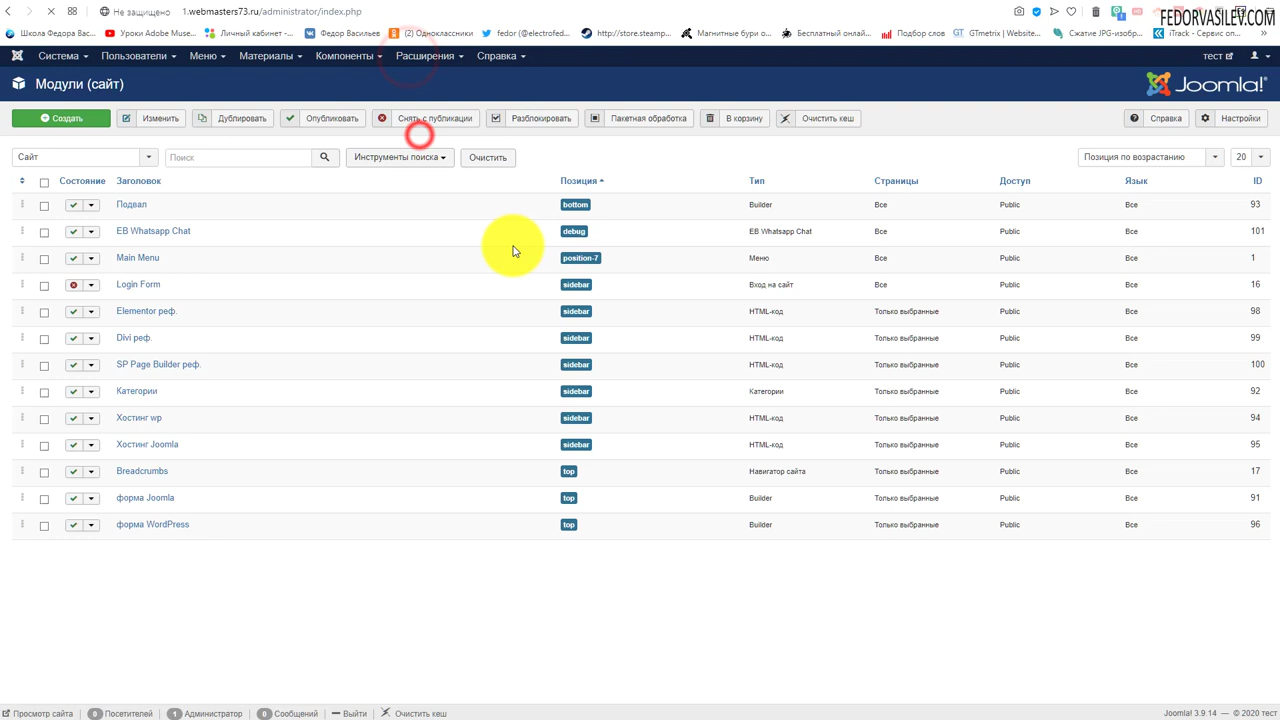 Не защищено 1.webmasters73.ru/administrator/index.php
FEDORVASILEV.COM
Школа Федора Ва: Уроки Adobe Muse... Личный кабинет · Федор Васильев (2) Одноклассники fedor (@electrofed: http://store.steamp... Магнитные бури о... Бесплатный онлай... Подбор слов GTmetrix | Website... Сжатие JPG-изобр... iTrack - Сервис оп...
Система Пользователи Меню Материалы Компоненты Расширения Справка тест
Модули (сайт) Joomla!
Создать Изменить Дублировать Опубликовать Снять с публикации Разблокировать Пакетная обработка В корзину Очистить кеш Справка Настройки
Сайт Поиск Инструменты поиска Очистить Позиция по возрастанию 20
Состояние Заголовок Позиция Тип Страницы Доступ Язык ID
Подвал bottom Builder Все Public Все 93
EB Whatsapp Chat debug EB Whatsapp Chat Все Public Все 101
Main Menu position-7 Меню Все Public Все 1
Login Form sidebar Вход на сайт Все Public Все 16
Elementor реф. sidebar HTML-код Только выбранные Public Все 98
Divi реф. sidebar HTML-код Только выбранные Public Все 99
SP Page Builder реф. sidebar HTML-код Только выбранные Public Все 100
Категории sidebar Категории Только выбранные Public Все 92
Хостинг wp sidebar HTML-код Только выбранные Public Все 94
Хостинг Joomla sidebar HTML-код Только выбранные Public Все 95
Breadcrumbs top Навигатор сайта Только выбранные Public Все 17
форма Joomla top Builder Только выбранные Public Все 91
форма WordPress top Builder Только выбранные Public Все 96
Просмотр сайта 0 Посетителей 1 Администратор 0 Сообщений Выйти Очистить кеш Joomla! 3.9.14 — © 2020 тест